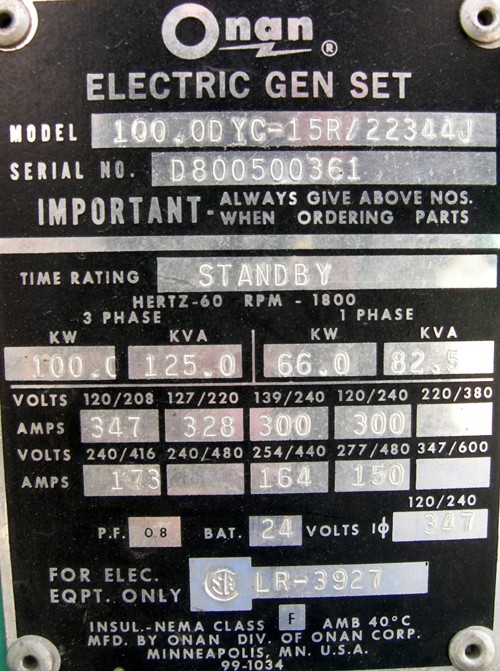 Onan ®
ELECTRIC GEN SET
MODEL 100.0DYC-15R/22344J
SERIAL NO. D800500361
IMPORTANT- ALWAYS GIVE ABOVE NOS.
WHEN ORDERING PARTS
TIME RATING STANDBY
HERTZ-60 RPM - 1800
3 PHASE 1 PHASE
KW KVA KW KVA
100.0 125.0 66.0 82.5
VOLTS 120/208 127/220 139/240 120/240 220/380
AMPS 347 328 300 300
VOLTS 240/416 240/480 254/440 277/480 347/600
AMPS 173 164 150
120/240
P.F. 0.8 BAT. 24 VOLTS 1ϕ 347
FOR ELEC.
EQPT. ONLY SA LR-3927
INSUL.-NEMA CLASS F AMB 40°C
MFD. BY ONAN DIV. OF ONAN CORP.
MINNEAPOLIS, MN. U.S.A.
99-1034